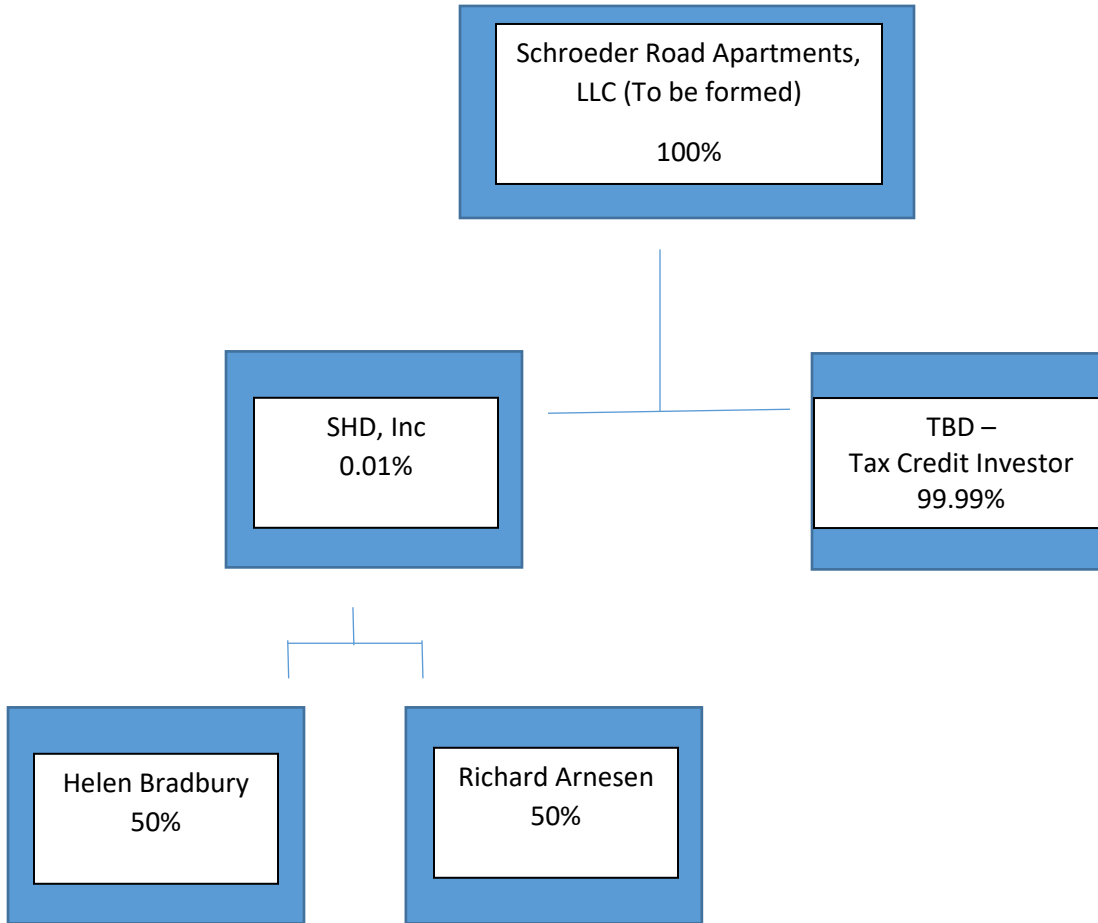 Schroeder Road Apartments,
LLC (To be formed)
100%
SHD, Inc
0.01%
TBD –
Tax Credit Investor
99.99%
Helen Bradbury
50%
Richard Arnesen
50%